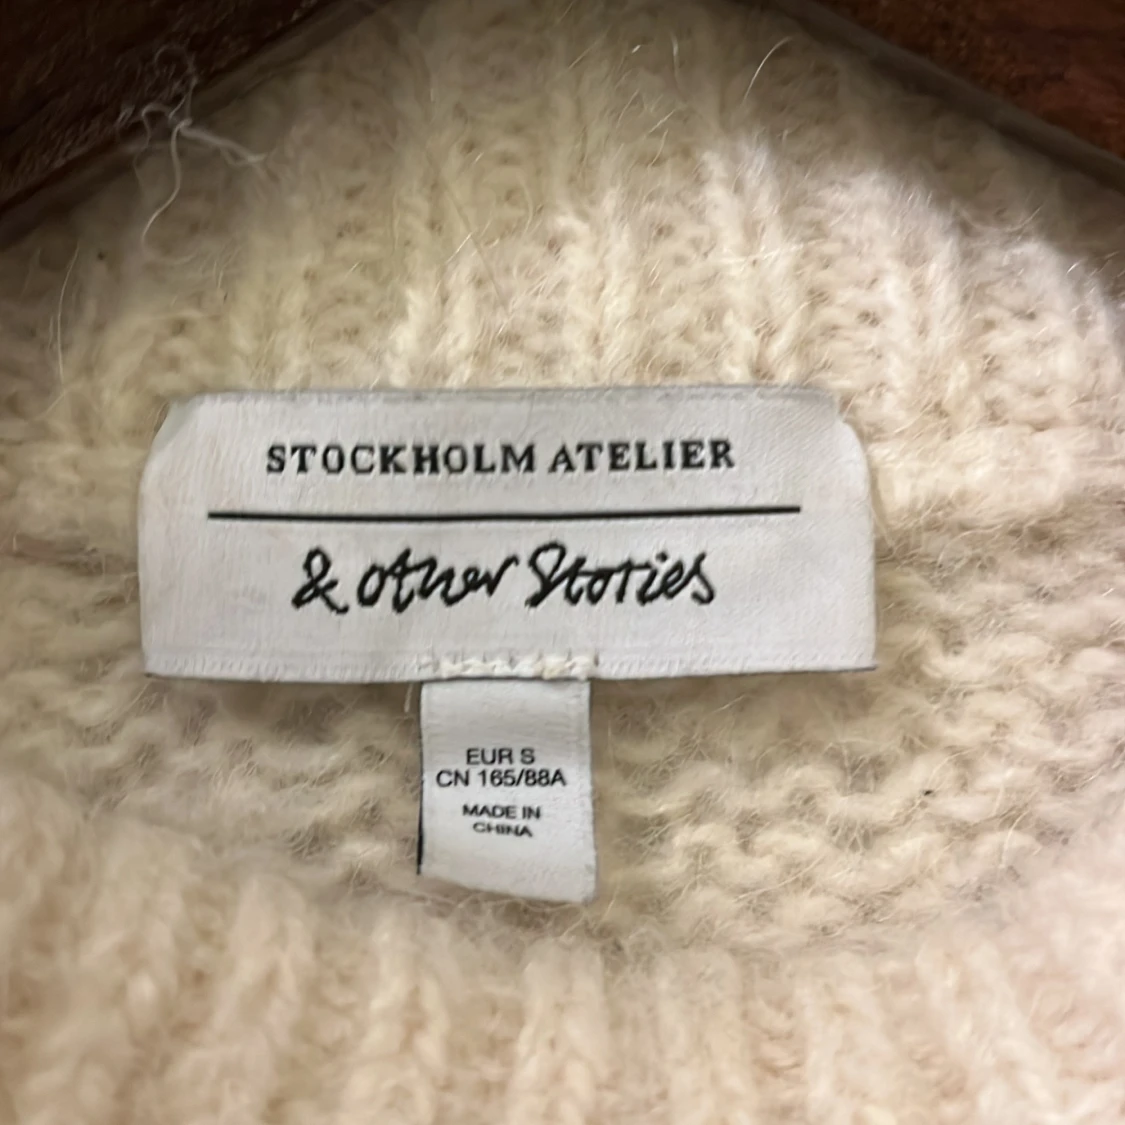 STOCKHOLM ATELIER
& other Stories
EUR S
CN 165/88A
MADE IN
CHINA